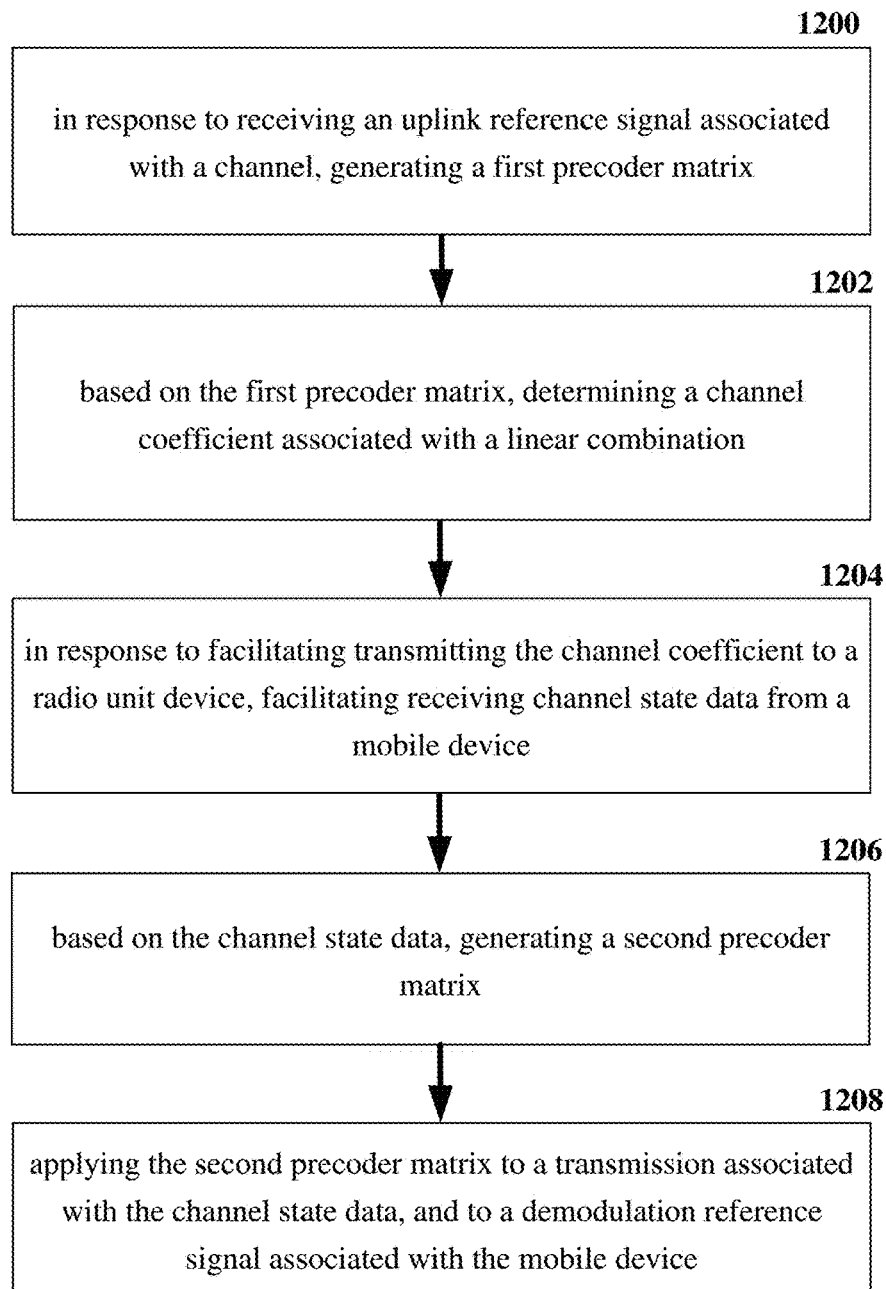 1200
in response to receiving an uplink reference signal associated
with a channel, generating a first precoder matrix
1202
based on the first precoder matrix, determining a channel
coefficient associated with a linear combination
1204
in response to facilitating transmitting the channel coefficient to a
radio unit device, facilitating receiving channel state data from a
mobile device
1206
based on the channel state data, generating a second precoder
matrix
1208
applying the second precoder matrix to a transmission associated
with the channel state data, and to a demodulation reference
signal associated with the mobile device